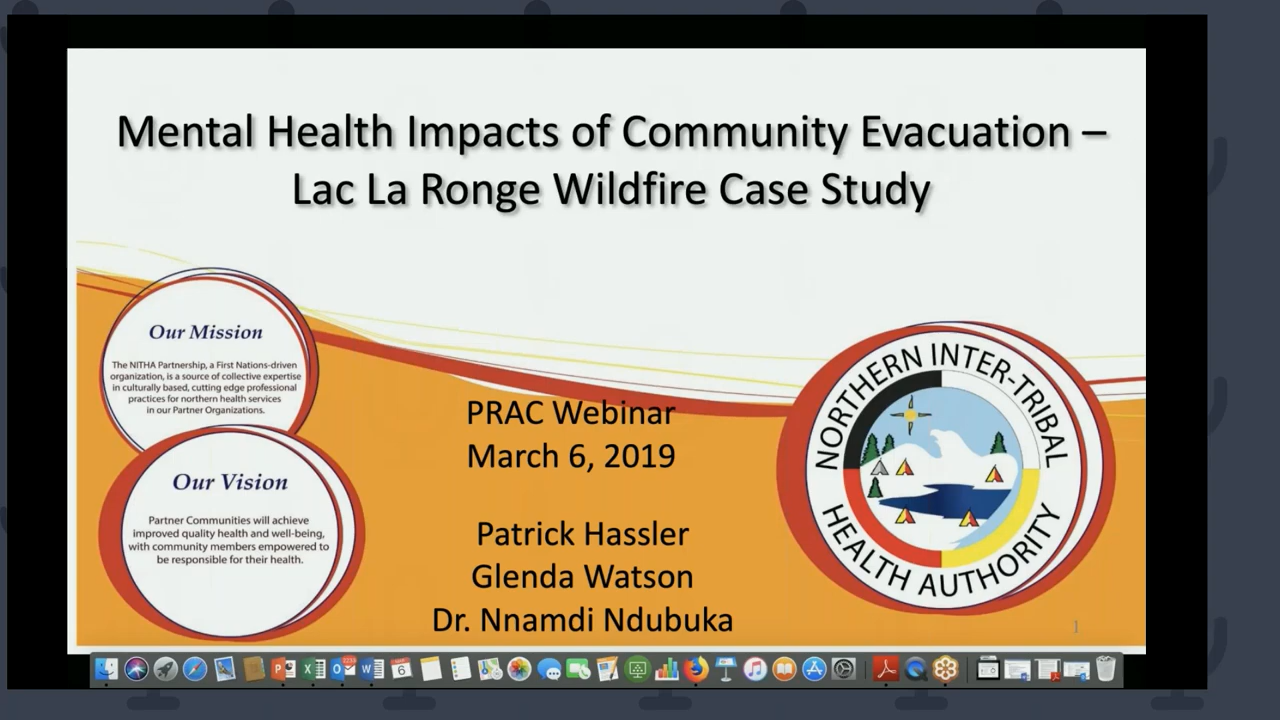 Mental Health Impacts of Community Evacuation –
Lac La Ronge Wildfire Case Study
Our Mission
The NITHA Partnership, a First Nations-driven
organization, is a source of collective expertise
in culturally based, cutting edge professional
practices for northern health services
in our Partner Organizations.
Our Vision
Partner Communities will achieve
improved quality health and well-being,
with community members empowered to
be responsible for their health.
PRAC Webinar
March 6, 2019
Patrick Hassler
Glenda Watson
Dr. Nnamdi Ndubuka
NORTHERN INTER-TRIBAL
HEALTH AUTHORITY
1
6